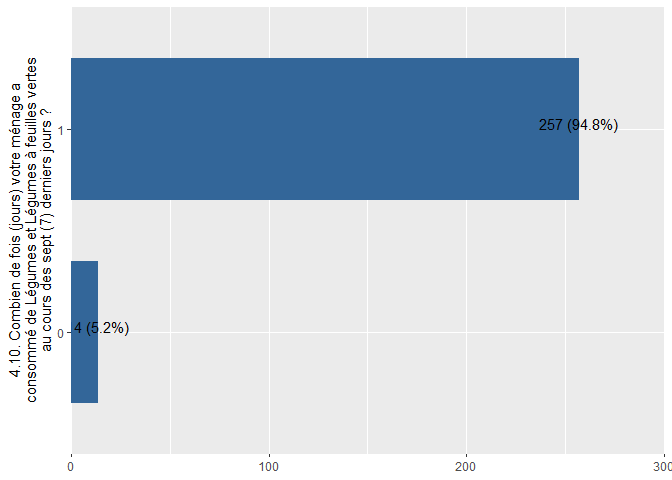 4.10. Combien de fois (jours) votre ménage a
consommé de Légumes et Légumes à feuilles vertes
au cours des sept (7) derniers jours ?
1
257 (94.8%)
0
4 (5.2%)
0
100
200
300